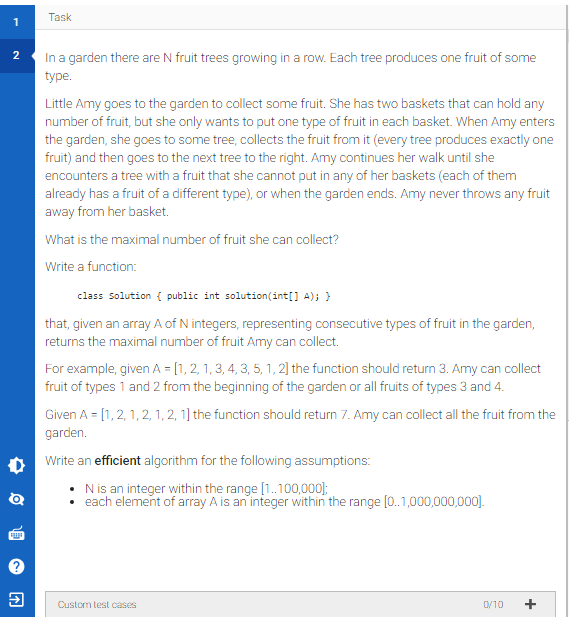 Task
1
2
In a garden there are N fruit trees growing in a row. Each tree produces one fruit of some
type.
Little Amy goes to the garden to collect some fruit. She has two baskets that can hold any
number of fruit, but she only wants to put one type of fruit in each basket. When Amy enters
the garden, she goes to some tree, collects the fruit from it (every tree produces exactly one
fruit) and then goes to the next tree to the right. Amy continues her walk until she
encounters a tree with a fruit that she cannot put in any of her baskets (each of them
already has a fruit of a different type), or when the garden ends. Amy never throws any fruit
away from her basket.
What is the maximal number of fruit she can collect?
Write a function:
class Solution { public int solution(int[] A); }
that, given an array A of N integers, representing consecutive types of fruit in the garden,
returns the maximal number of fruit Amy can collect.
For example, given A = [1, 2, 1, 3, 4, 3, 5, 1, 2] the function should return 3. Amy can collect
fruit of types 1 and 2 from the beginning of the garden or all fruits of types 3 and 4.
Given A = [1, 2, 1, 2, 1, 2, 1] the function should return 7. Amy can collect all the fruit from the
garden.
Write an efficient algorithm for the following assumptions:
• N is an integer within the range [1..100,000];
• each element of array A is an integer within the range [0..1,000,000,000].
?
Custom test cases 0/10 +